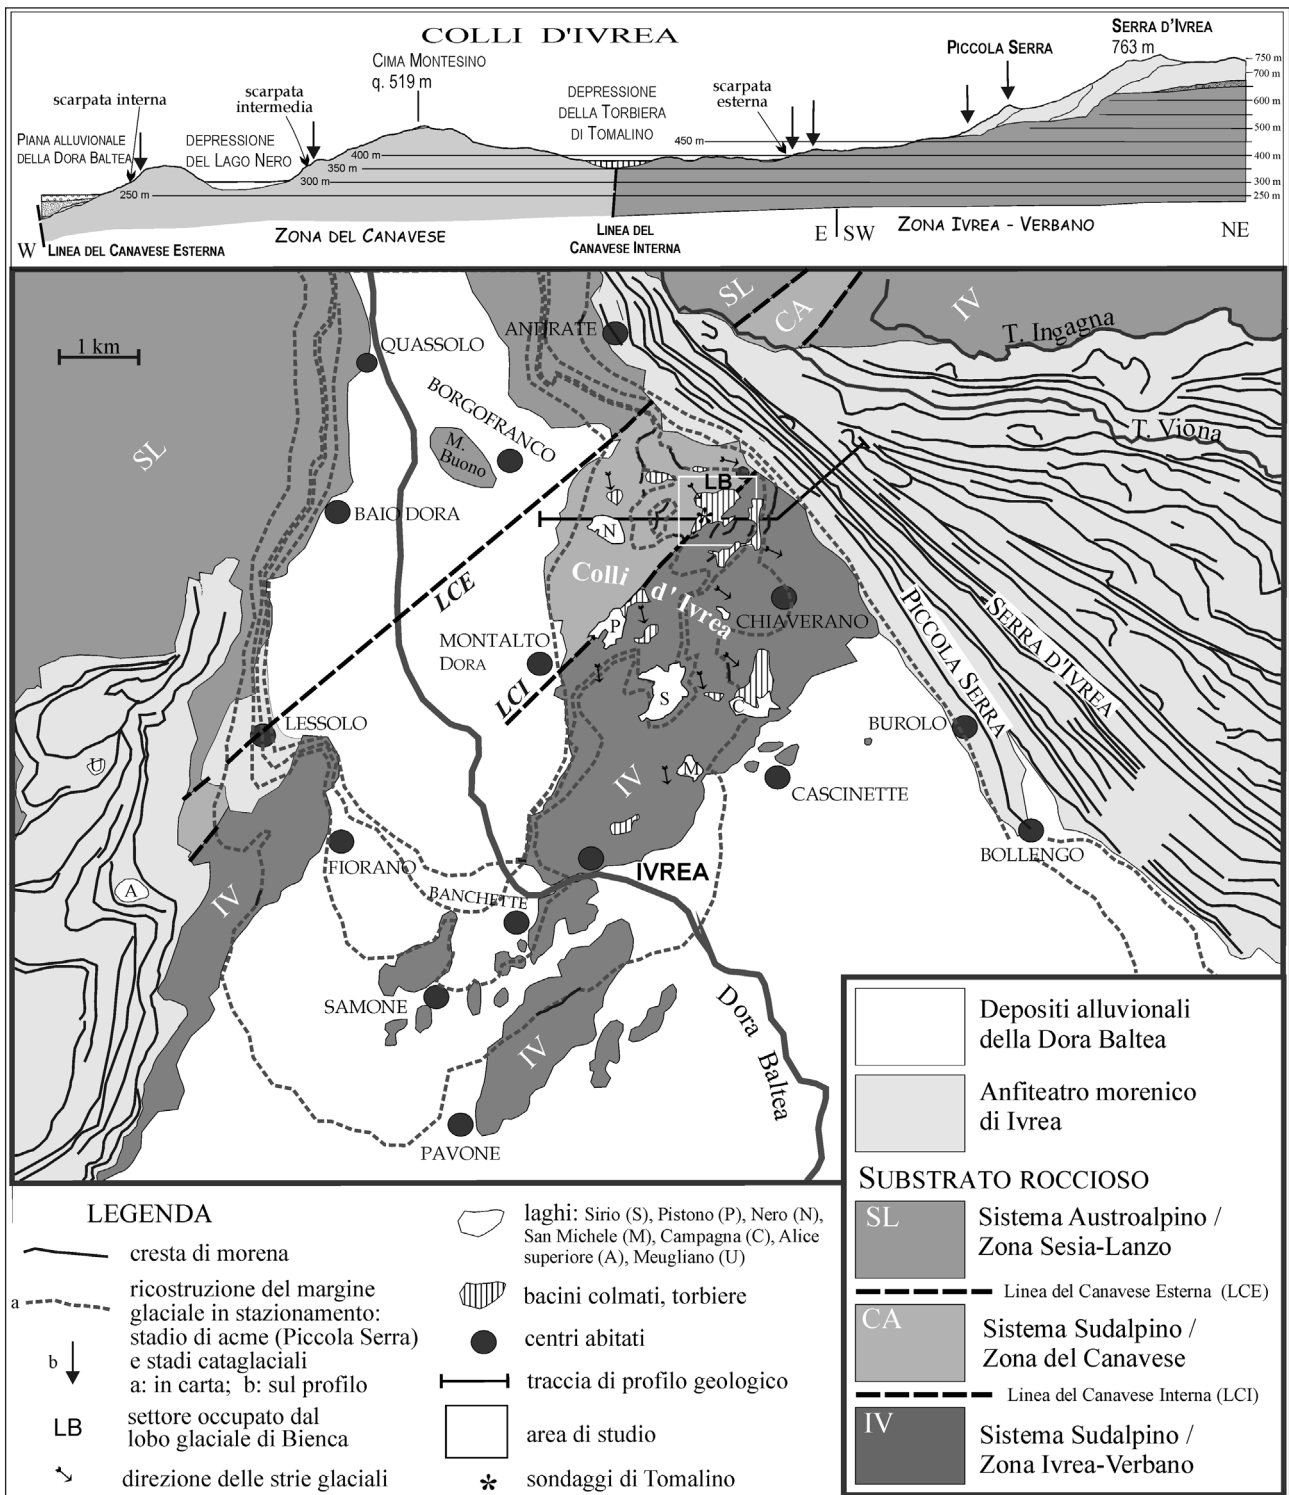 COLLI D'IVREA
SERRA D'IVREA
763 m
PICCOLA SERRA
CIMA MONTESINO
q. 519 m
scarpata interna
scarpata
intermedia
DEPRESSIONE
DELLA TORBIERA
DI TOMALINO
scarpata
esterna
PIANA ALLUVIONALE
DELLA DORA BALTEA
DEPRESSIONE
DEL LAGO NERO
750 m
700 m
600 m
500 m
400 m
300 m
250 m
450 m
400 m
350 m
300 m
250 m
W
LINEA DEL CANAVESE ESTERNA
ZONA DEL CANAVESE
LINEA DEL
CANAVESE INTERNA
E
SW
ZONA IVREA - VERBANO
NE
SL
CA
IV
T. Ingagna
ANDRATE
1 km
QUASSOLO
BORGOFRANCO
M.
Buono
T. Viona
SL
LB
BAIO DORA
N
LCE
Colli
d'Ivrea
P
CHIAVERANO
PICCOLA SERRA
SERRA D'IVREA
MONTALTO
DORA
LCI
S
C
LESSOLO
BUROLO
U
IV
M
CASCINETTE
FIORANO
BOLLENGO
IVREA
A
IV
BANCHETTE
SAMONE
IV
Dora
Baltea
PAVONE
Depositi alluvionali
della Dora Baltea
Anfiteatro morenico
di Ivrea
SUBSTRATO ROCCIOSO
SL
Sistema Austroalpino /
Zona Sesia-Lanzo
Linea del Canavese Esterna (LCE)
CA
Sistema Sudalpino /
Zona del Canavese
Linea del Canavese Interna (LCI)
IV
Sistema Sudalpino /
Zona Ivrea-Verbano
LEGENDA
cresta di morena
a
ricostruzione del margine
glaciale in stazionamento:
stadio di acme (Piccola Serra)
b
e stadi cataglaciali
a: in carta; b: sul profilo
LB
settore occupato dal
lobo glaciale di Bienca
direzione delle strie glaciali
laghi: Sirio (S), Pistono (P), Nero (N),
San Michele (M), Campagna (C), Alice
superiore (A), Meugliano (U)
bacini colmati, torbiere
centri abitati
traccia di profilo geologico
area di studio
*
sondaggi di Tomalino